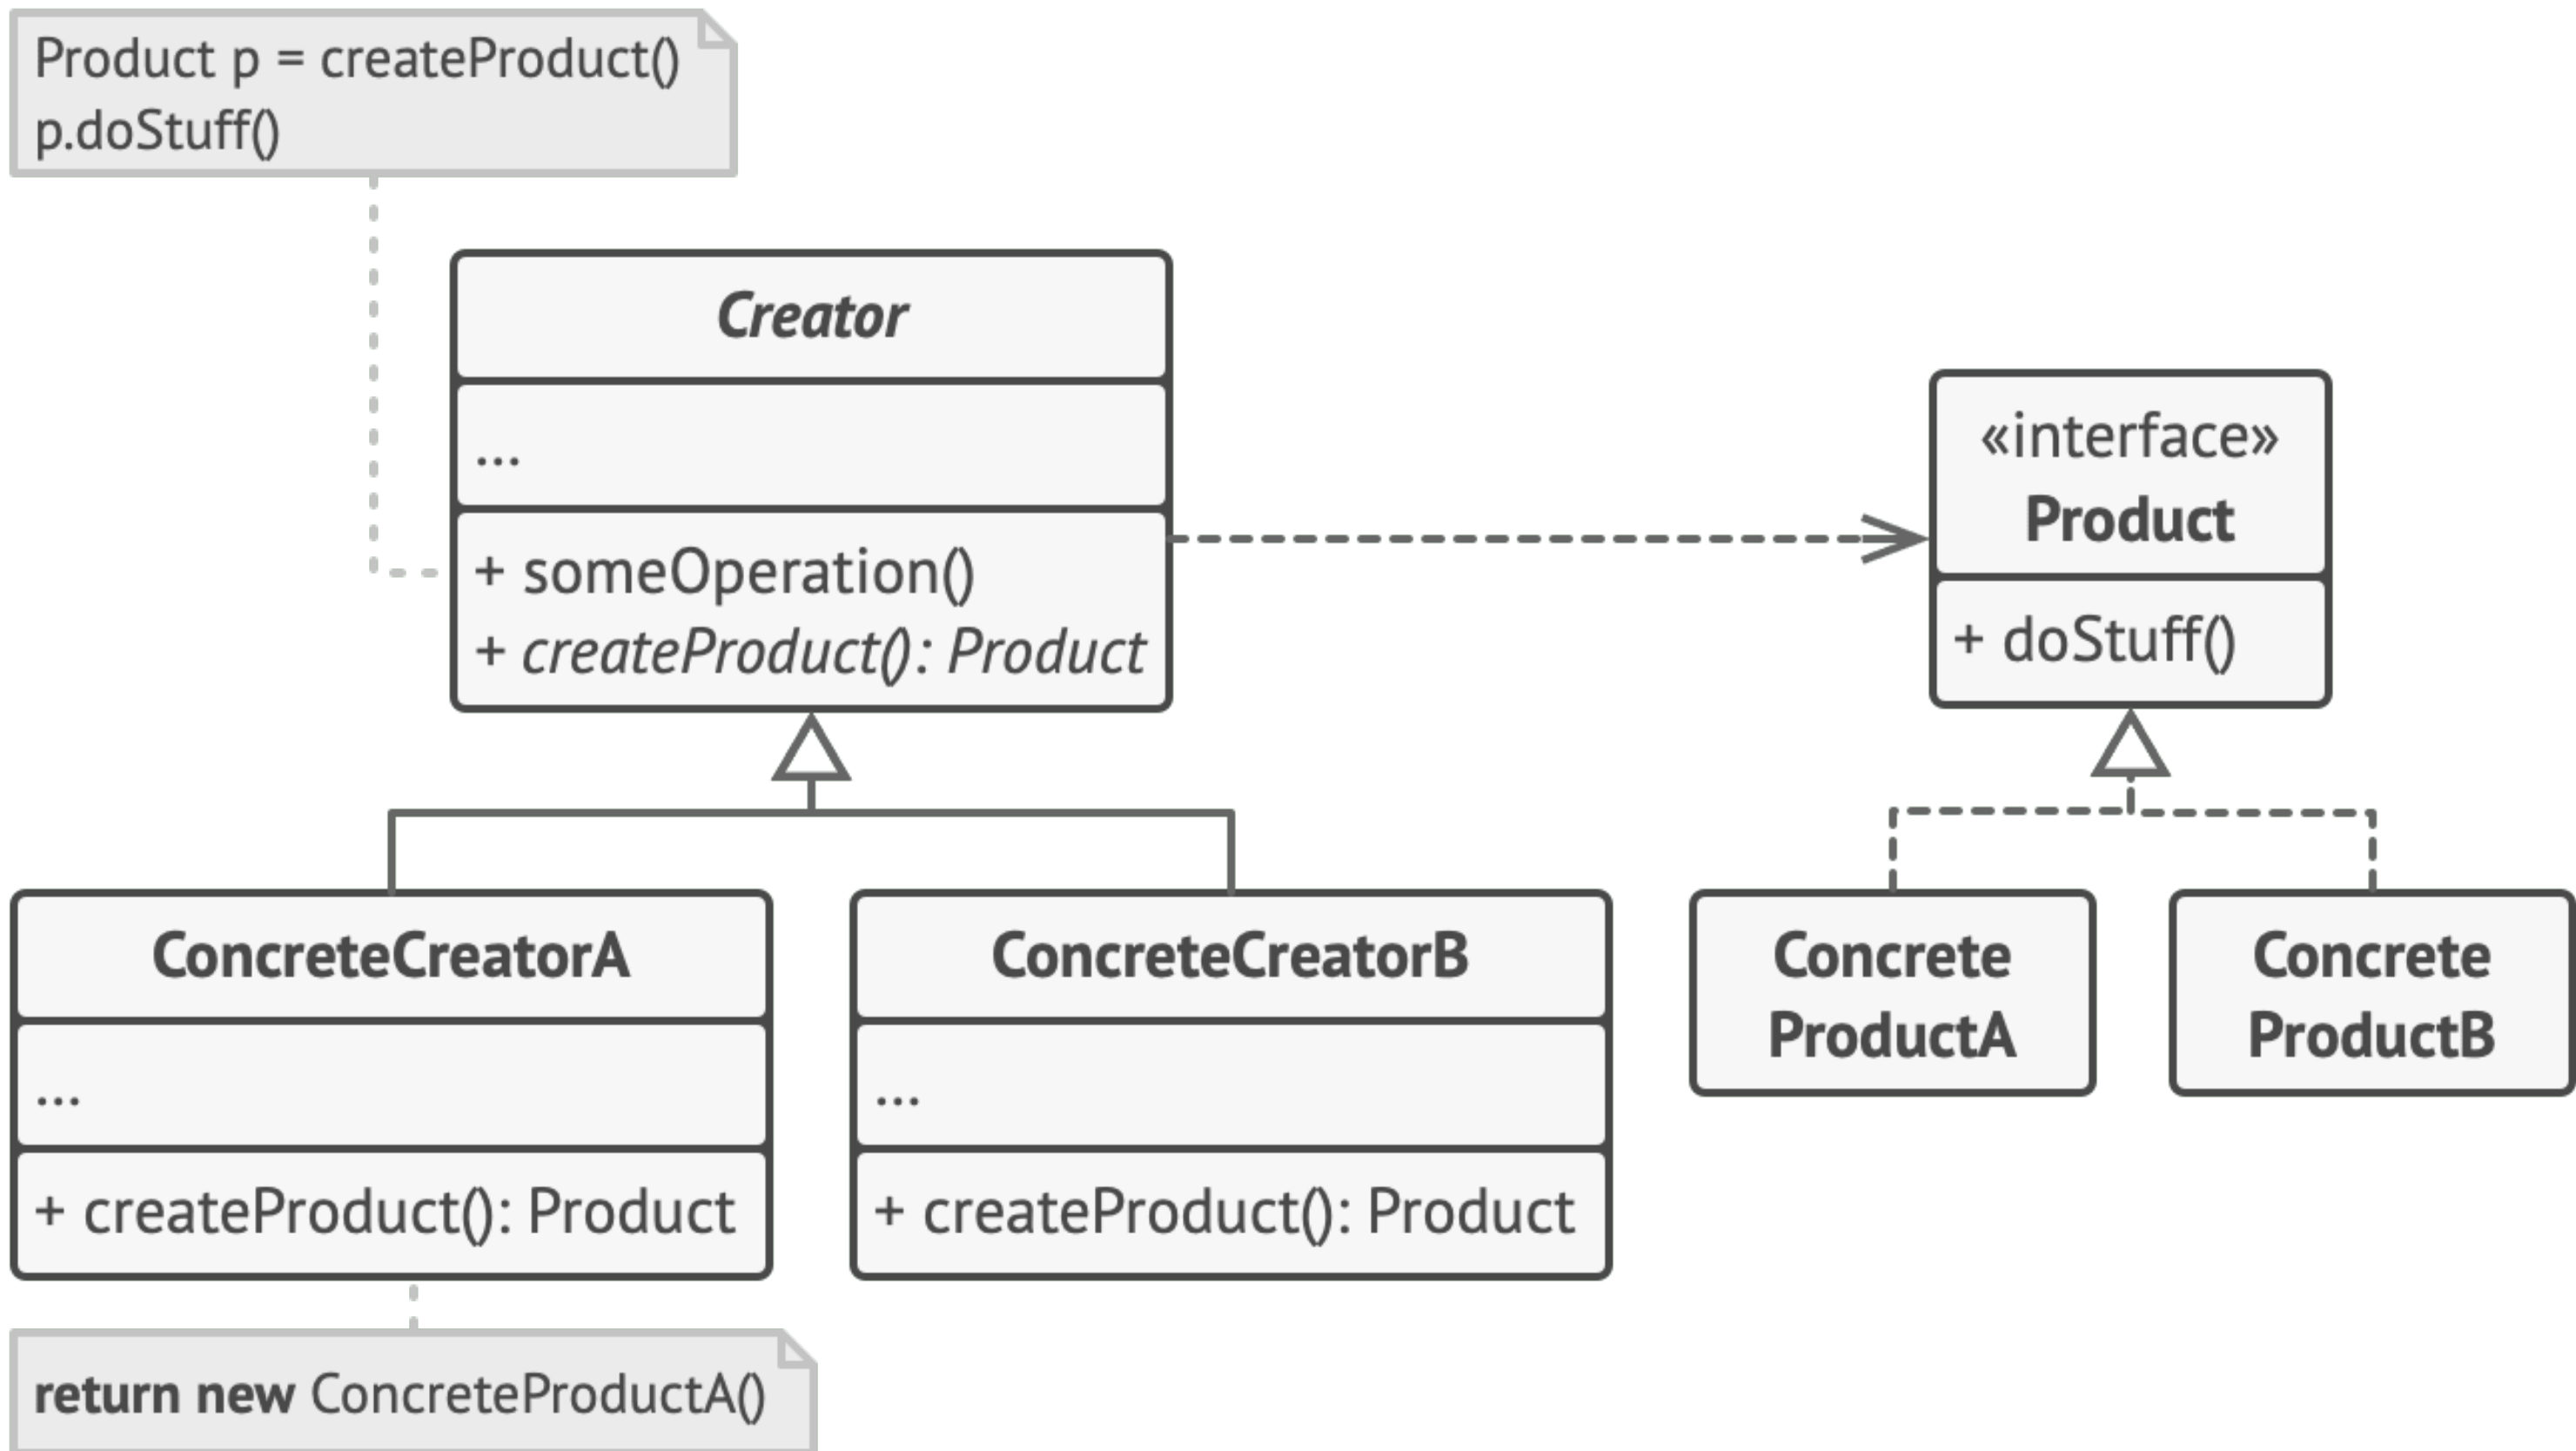 Product p = createProduct()
p.doStuff()
Creator
...
+ someOperation()
+ createProduct(): Product
«interface»
Product
+ doStuff()
ConcreteCreatorA
...
+ createProduct(): Product
ConcreteCreatorB
...
+ createProduct(): Product
Concrete
ProductA
Concrete
ProductB
return new ConcreteProductA()